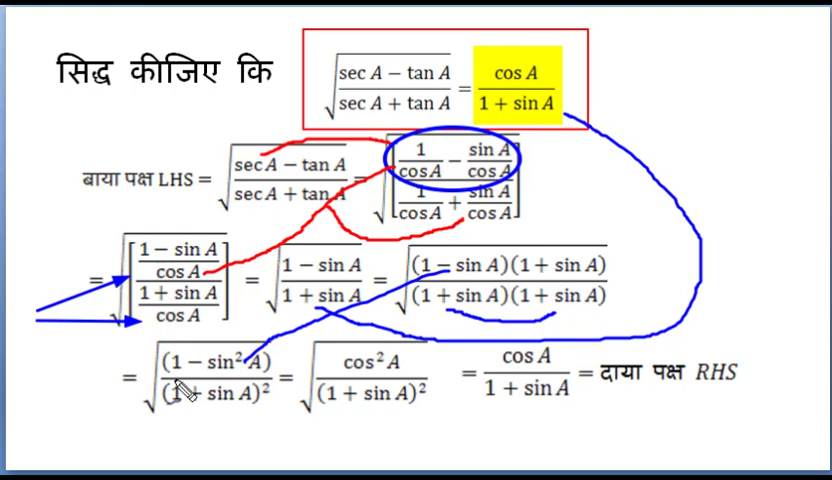 सिद्ध कीजिए कि √((sec A − tan A)/(sec A + tan A)) = cos A/(1 + sin A)
बाया पक्ष LHS = √((sec A − tan A)/(sec A + tan A)) = √([1/cos A − sin A/cos A]/[1/cos A + sin A/cos A])
= √([(1 − sin A)/cos A]/[(1 + sin A)/cos A]) = √((1 − sin A)/(1 + sin A)) = √((1 − sin A)(1 + sin A)/(1 + sin A)(1 + sin A))
= √((1 − sin² A)/(1 + sin A)²) = √(cos² A/(1 + sin A)²) = cos A/(1 + sin A) = दाया पक्ष RHS